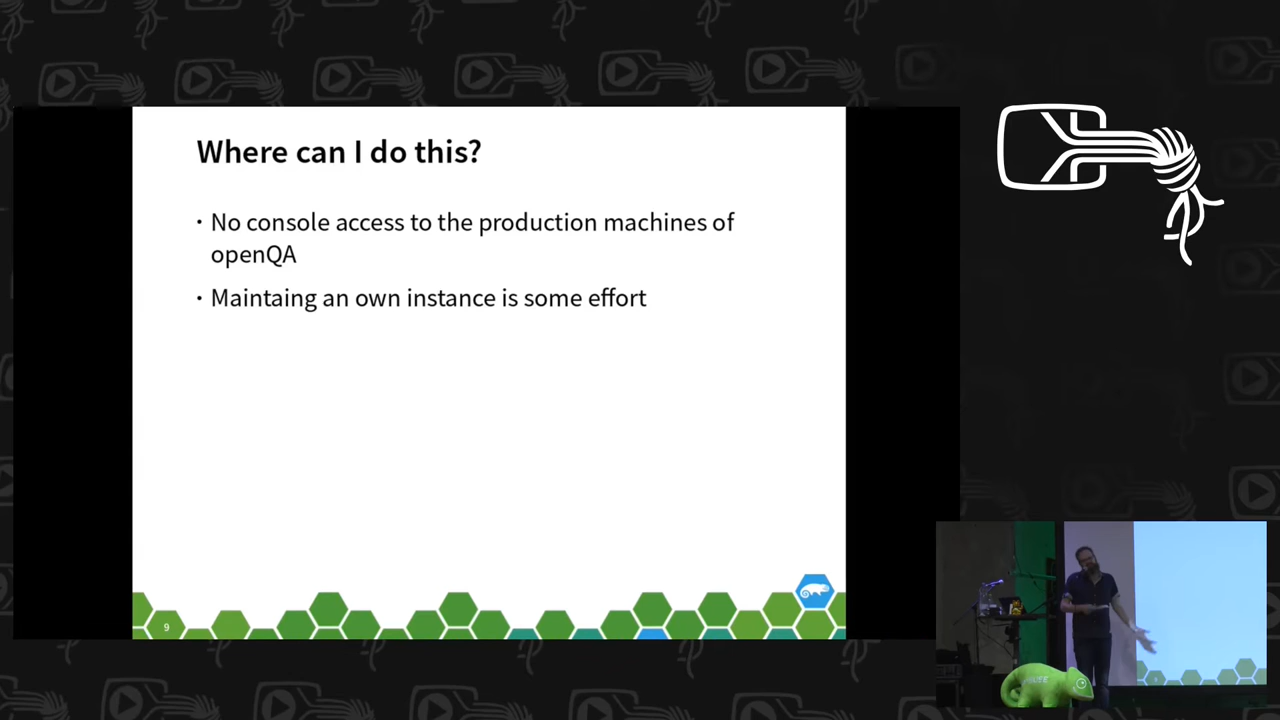 Where can I do this?
· No console access to the production machines of
openQA
· Maintaing an own instance is some effort
9